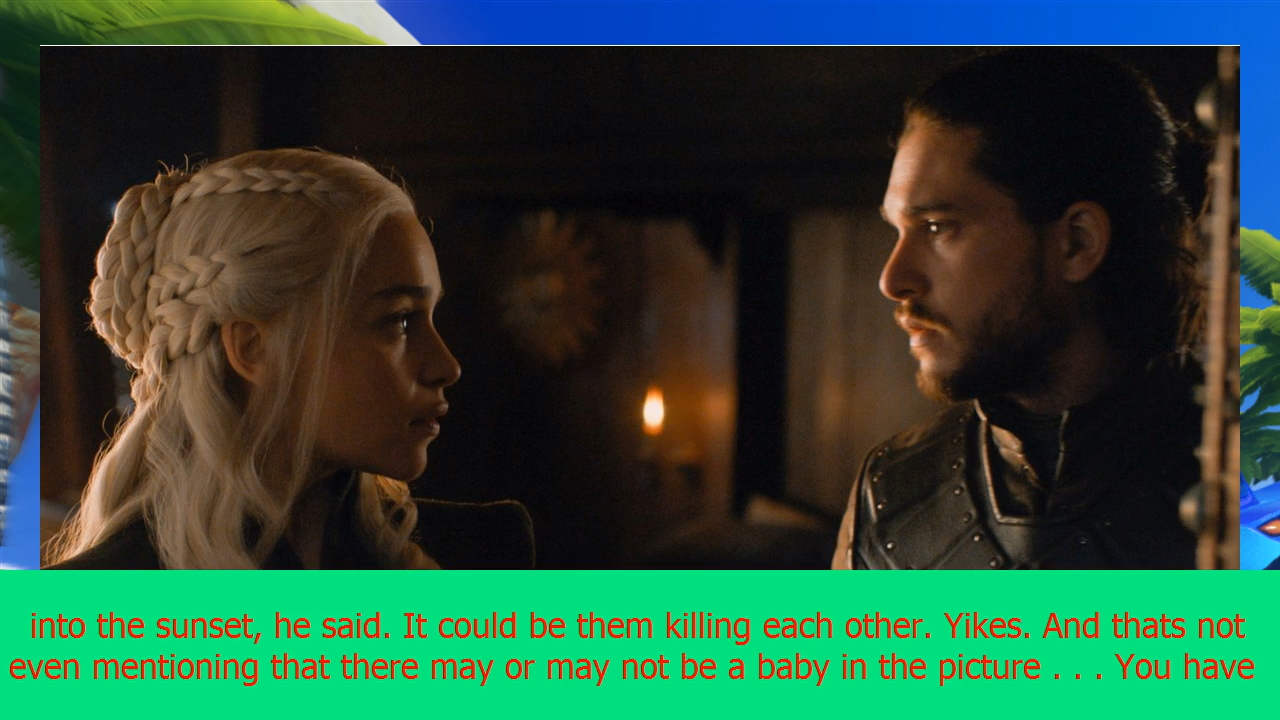 into the sunset, he said. It could be them killing each other. Yikes. And thats not
even mentioning that there may or may not be a baby in the picture . . . You have